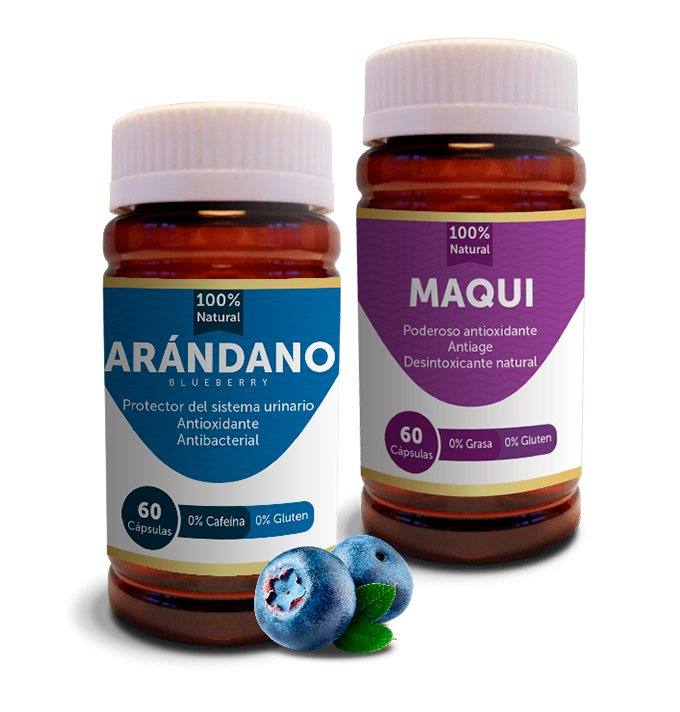 100%
Natural
ARÁNDANO
BLUEBERRY
Protector del sistema urinario
Antioxidante
Antibacterial
60
Cápsulas
0% Cafeína
0% Gluten
100%
Natural
MAQUI
Poderoso antioxidante
Antiage
Desintoxicante natural
60
Cápsulas
0% Grasa
0% Gluten